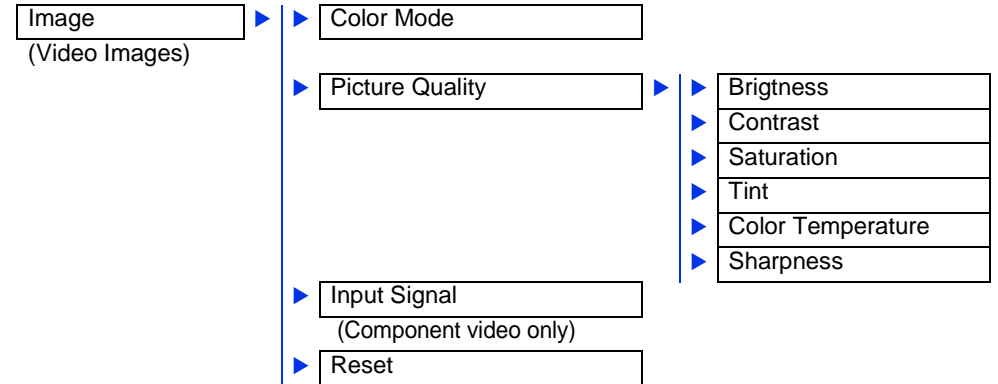 Image
(Video Images)
Color Mode
Picture Quality
Brigtness
Contrast
Saturation
Tint
Color Temperature
Sharpness
Input Signal
(Component video only)
Reset